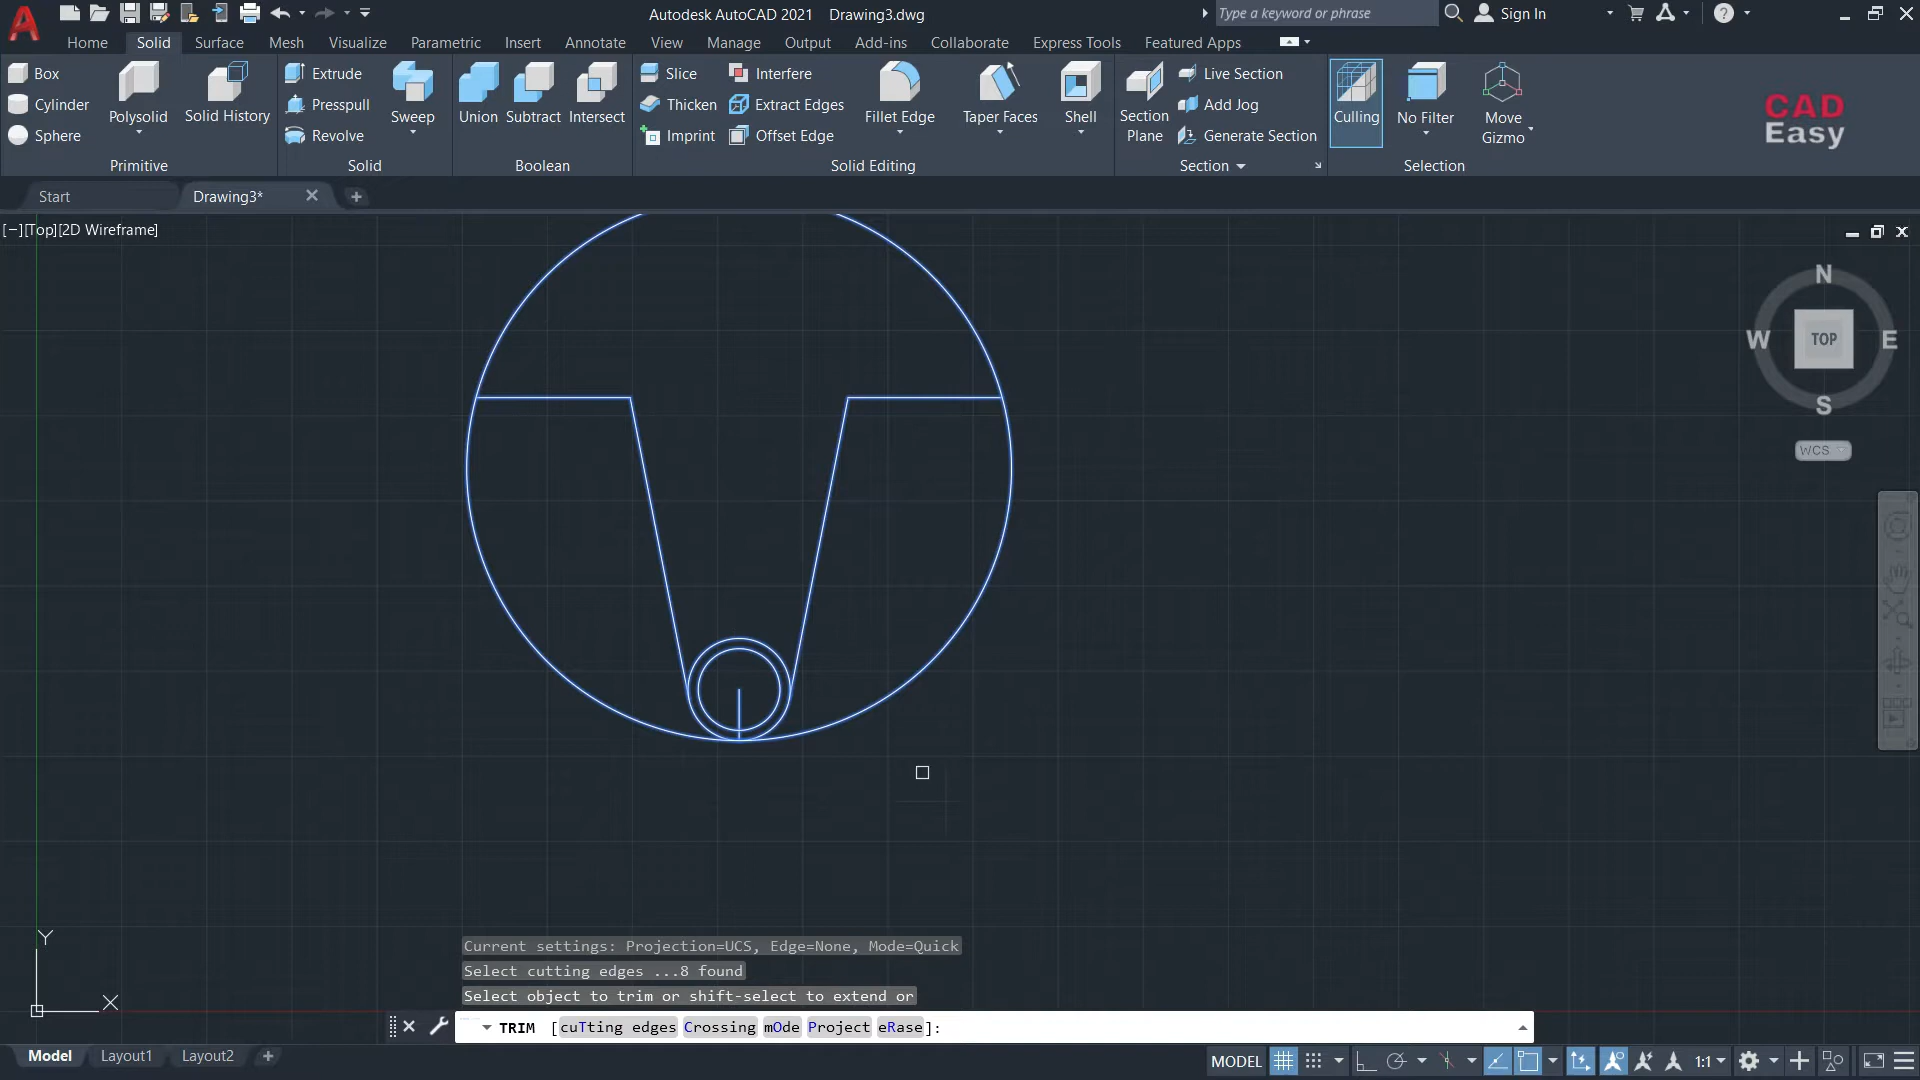 Autodesk AutoCAD 2021 Drawing3.dwg
Type a keyword or phrase
Sign In
Home Solid Surface Mesh Visualize Parametric Insert Annotate View Manage Output Add-ins Collaborate Express Tools Featured Apps
Box
Cylinder
Sphere
Polysolid
Solid History
Primitive
Extrude
Presspull
Revolve
Sweep
Solid
Union
Subtract
Intersect
Boolean
Slice
Thicken
Imprint
Interfere
Extract Edges
Offset Edge
Fillet Edge
Taper Faces
Shell
Solid Editing
Section
Plane
Live Section
Add Jog
Generate Section
Section
Culling
No Filter
Move
Gizmo
Selection
CAD
Easy
Start
Drawing3*
[−][Top][2D Wireframe]
N
W
TOP
E
S
WCS
Y
X
Current settings: Projection=UCS, Edge=None, Mode=Quick
Select cutting edges ...8 found
Select object to trim or shift-select to extend or
TRIM [cuTting edges Crossing mOde Project eRase]:
Model Layout1 Layout2
MODEL
1:1